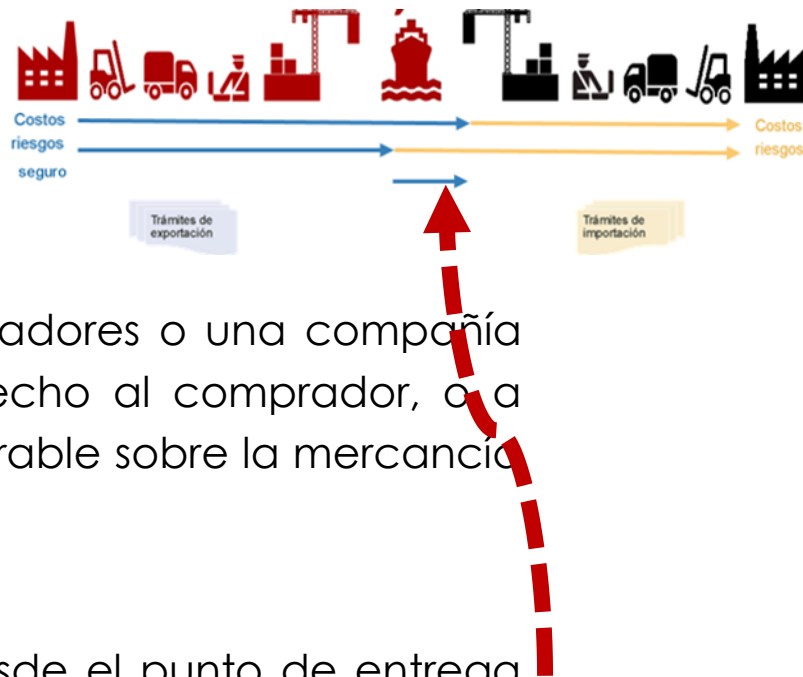 Costos
Costos
riesgos
riesgos
seguro
Trámites de
exportación
Trámites de
importación
adores o una compañía
echo al comprador, o a
rable sobre la mercancía
sde el punto de entrega